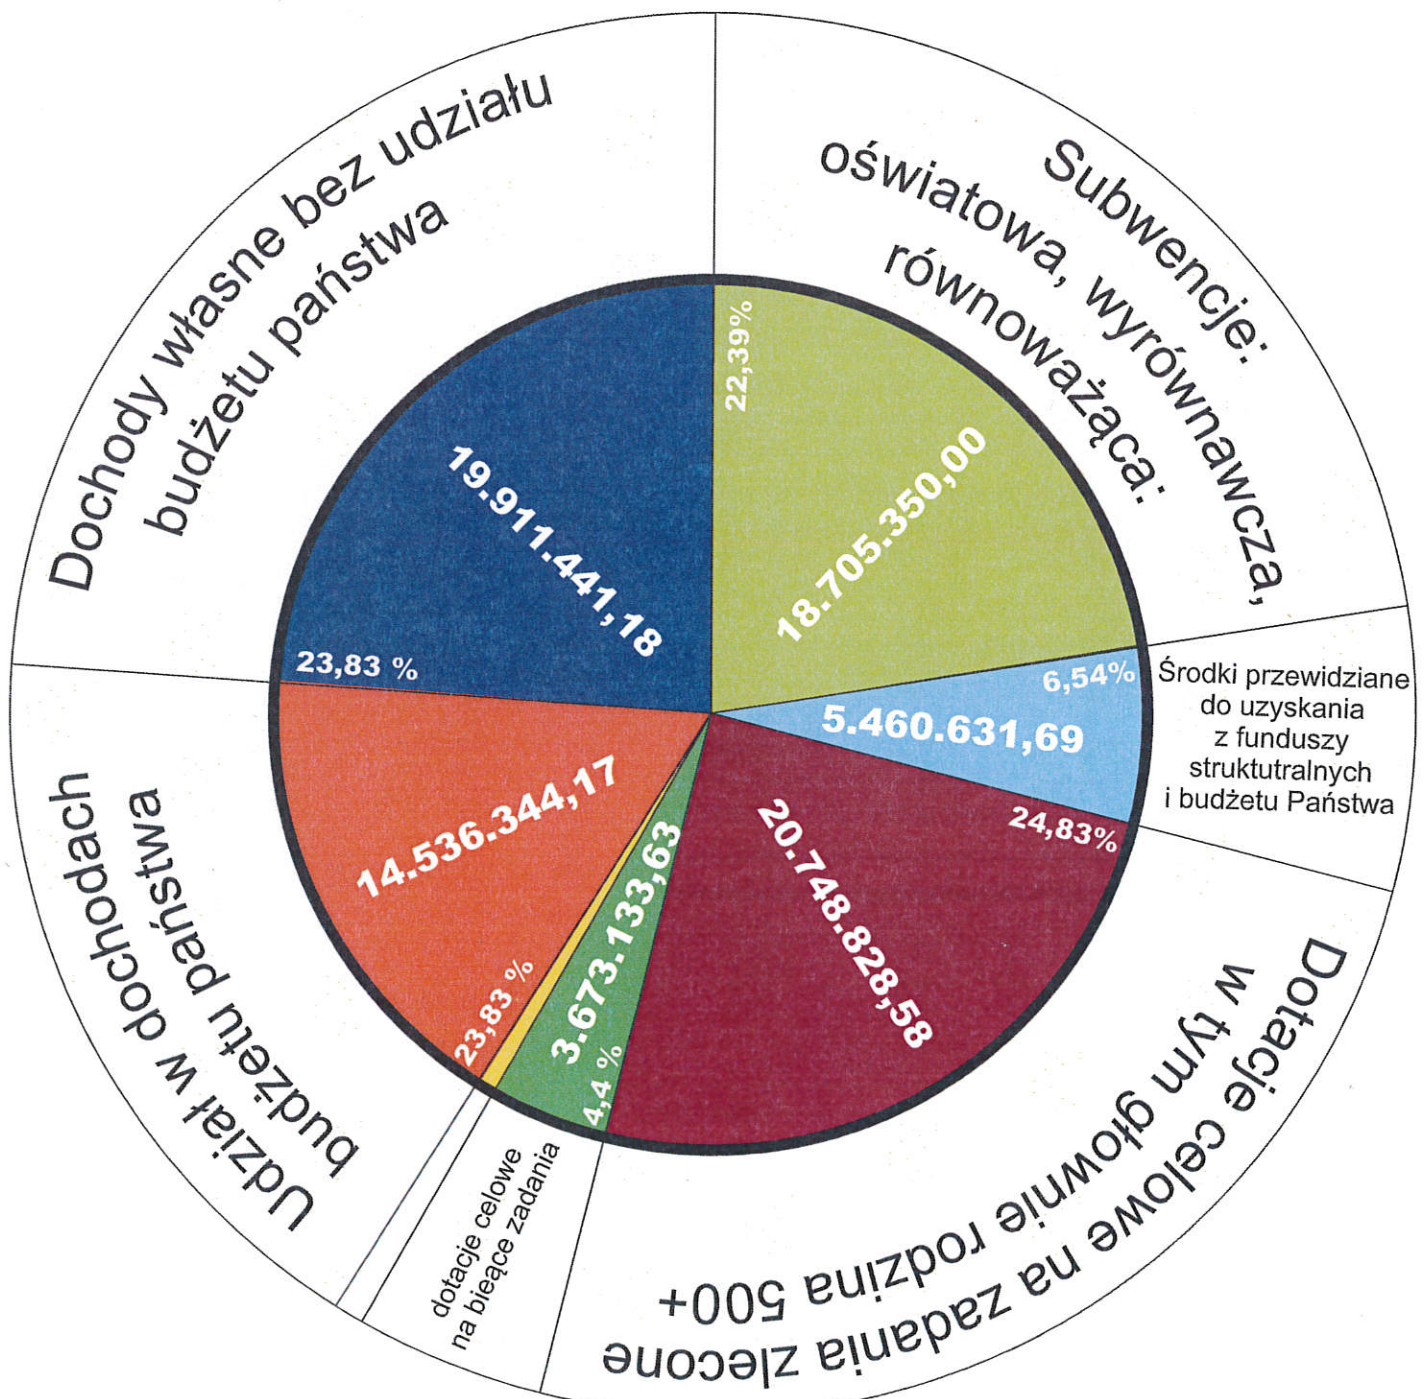 Dochody własne bez udziału
budżetu państwa
Subwencje:
oświatowa, wyrównawcza,
równoważąca:
22,39%
18.705.350,00
19.911.441,18
23,83 %
6,54%
5.460.631,69
Środki przewidziane
do uzyskania
z funduszy
struktutralnych
i budżetu Państwa
24,83%
20.748.828,58
Dotacje celowe na zadania zlecone
w tym głownie rodzina 500+
3.673.133,63
4,4 %
dotacje celowe
na bieące zadania
14.536.344,17
23,83 %
Udział w dochodach
budżetu państwa